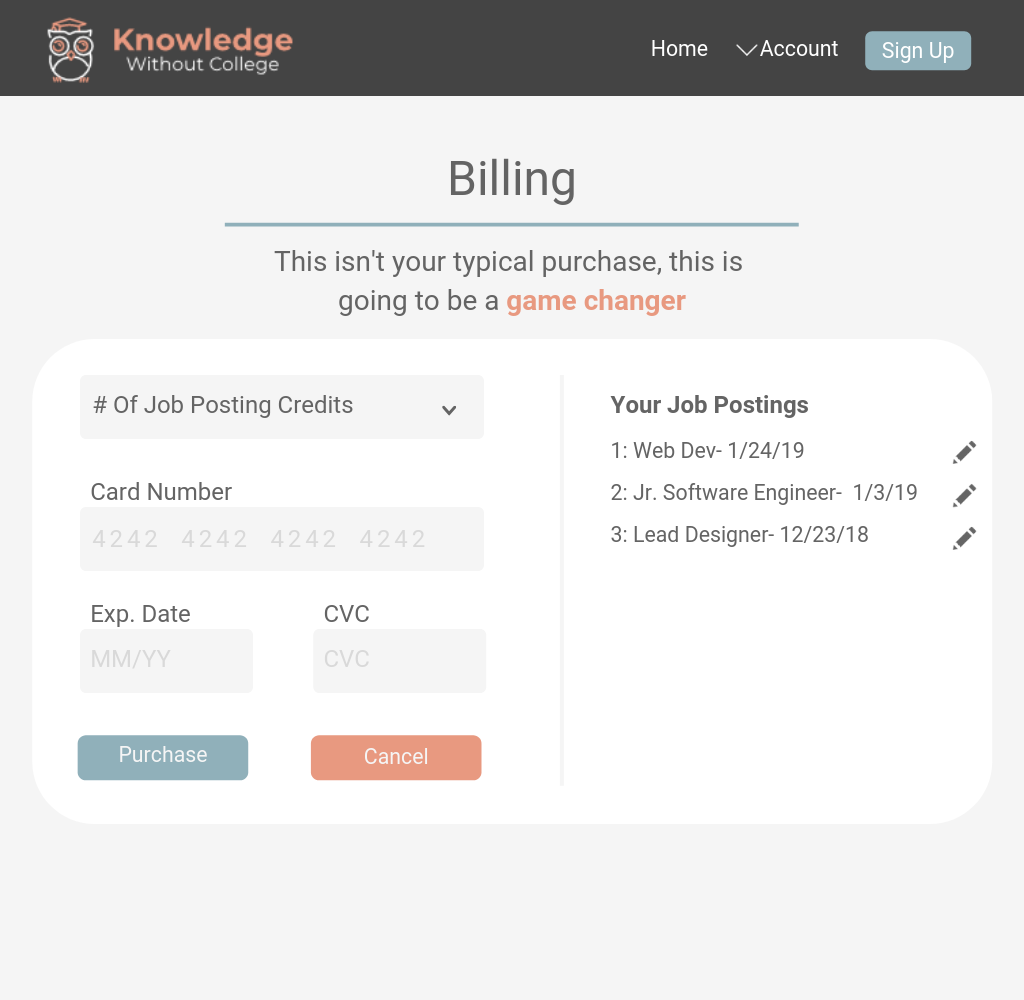 Knowledge
Without College
Home
Account
Sign Up
Billing
This isn't your typical purchase, this is
going to be a game changer
# Of Job Posting Credits
Card Number
4242 4242 4242 4242
Exp. Date
CVC
MM/YY
CVC
Purchase
Cancel
Your Job Postings
1: Web Dev- 1/24/19
2: Jr. Software Engineer- 1/3/19
3: Lead Designer- 12/23/18